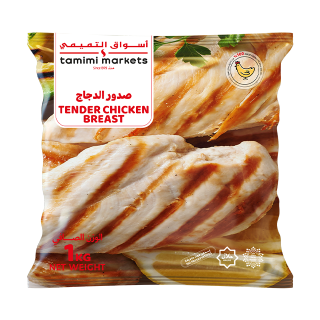 أسواق التميمي
tamimi markets
صدور الدجاج
TENDER CHICKEN
BREAST
1KG
NET WEIGHT